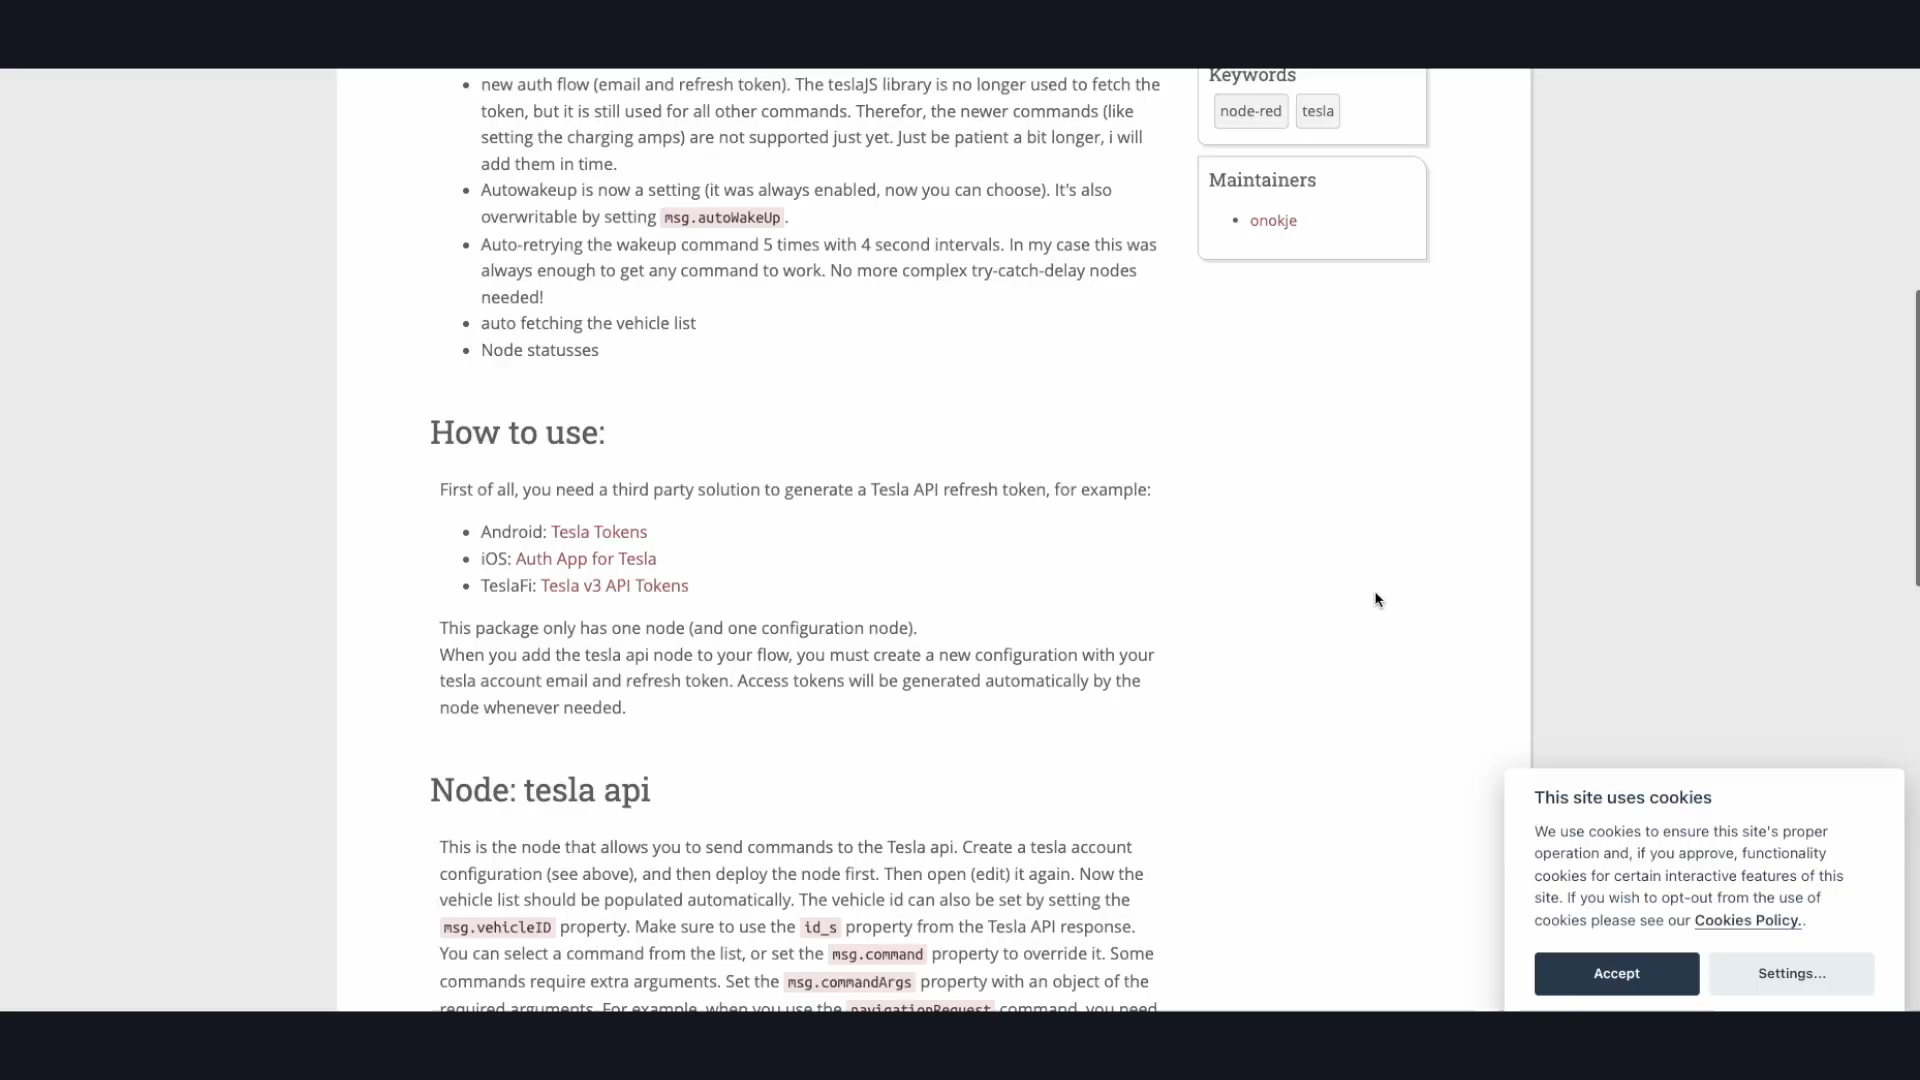 new auth flow (email and refresh token). The teslaJS library is no longer used to fetch the
token, but it is still used for all other commands. Therefor, the newer commands (like
setting the charging amps) are not supported just yet. Just be patient a bit longer, i will
add them in time.
Autowakeup is now a setting (it was always enabled, now you can choose). It's also
overwritable by setting msg.autoWakeUp.
Auto-retrying the wakeup command 5 times with 4 second intervals. In my case this was
always enough to get any command to work. No more complex try-catch-delay nodes
needed!
auto fetching the vehicle list
Node statusses
How to use:
First of all, you need a third party solution to generate a Tesla API refresh token, for example:
Android: Tesla Tokens
iOS: Auth App for Tesla
TeslaFi: Tesla v3 API Tokens
This package only has one node (and one configuration node).
When you add the tesla api node to your flow, you must create a new configuration with your
tesla account email and refresh token. Access tokens will be generated automatically by the
node whenever needed.
Node: tesla api
This is the node that allows you to send commands to the Tesla api. Create a tesla account
configuration (see above), and then deploy the node first. Then open (edit) it again. Now the
vehicle list should be populated automatically. The vehicle id can also be set by setting the
msg.vehicleID property. Make sure to use the id_s property from the Tesla API response.
You can select a command from the list, or set the msg.command property to override it. Some
commands require extra arguments. Set the msg.commandArgs property with an object of the
required arguments. For example, when you use the navigationRequest command, you need
Keywords
node-red tesla
Maintainers
onokje
This site uses cookies
We use cookies to ensure this site's proper
operation and, if you approve, functionality
cookies for certain interactive features of this
site. If you wish to opt-out from the use of
cookies please see our Cookies Policy..
Accept Settings...